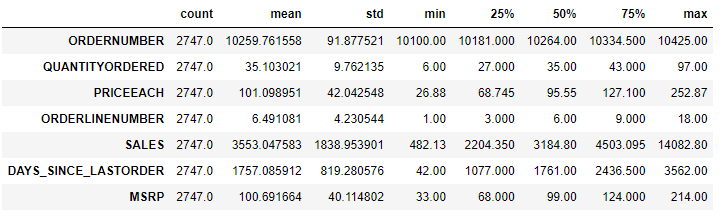 count mean std min 25% 50% 75% max
ORDERNUMBER 2747.0 10259.761558 91.877521 10100.00 10181.000 10264.00 10334.500 10425.00
QUANTITYORDERED 2747.0 35.103021 9.762135 6.00 27.000 35.00 43.000 97.00
PRICEEACH 2747.0 101.098951 42.042548 26.88 68.745 95.55 127.100 252.87
ORDERLINENUMBER 2747.0 6.491081 4.230544 1.00 3.000 6.00 9.000 18.00
SALES 2747.0 3553.047583 1838.953901 482.13 2204.350 3184.80 4503.095 14082.80
DAYS_SINCE_LASTORDER 2747.0 1757.085912 819.280576 42.00 1077.000 1761.00 2436.500 3562.00
MSRP 2747.0 100.691664 40.114802 33.00 68.000 99.00 124.000 214.00